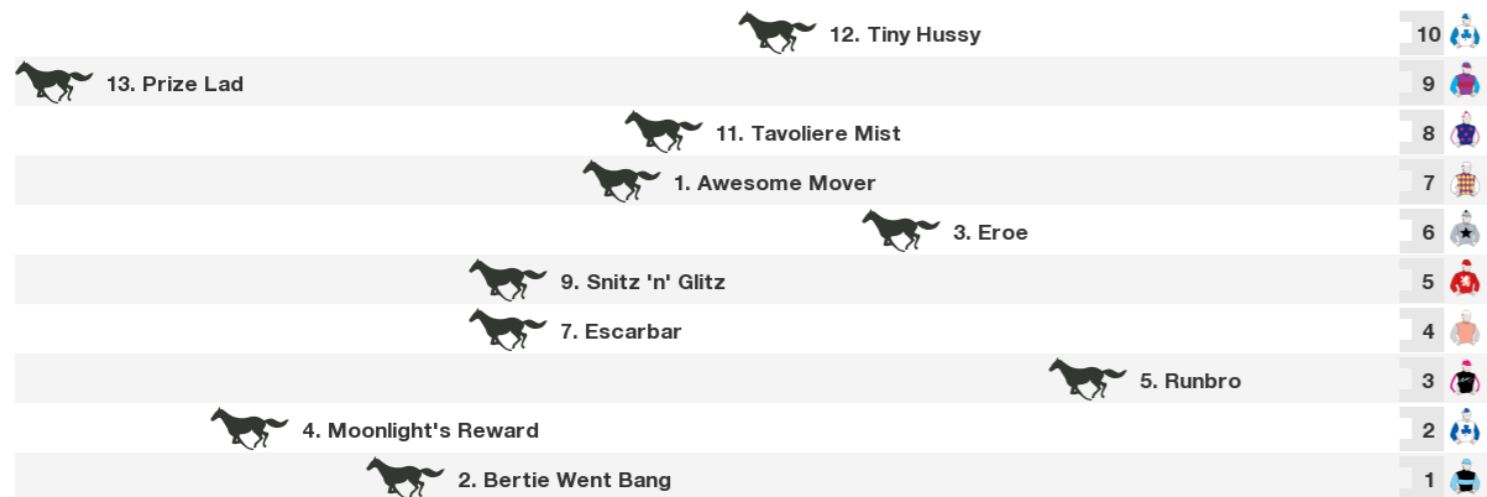 12. Tiny Hussy 10
13. Prize Lad 9
11. Tavoliere Mist 8
1. Awesome Mover 7
3. Eroe 6
9. Snitz 'n' Glitz 5
7. Escarbar 4
5. Runbro 3
4. Moonlight's Reward 2
2. Bertie Went Bang 1